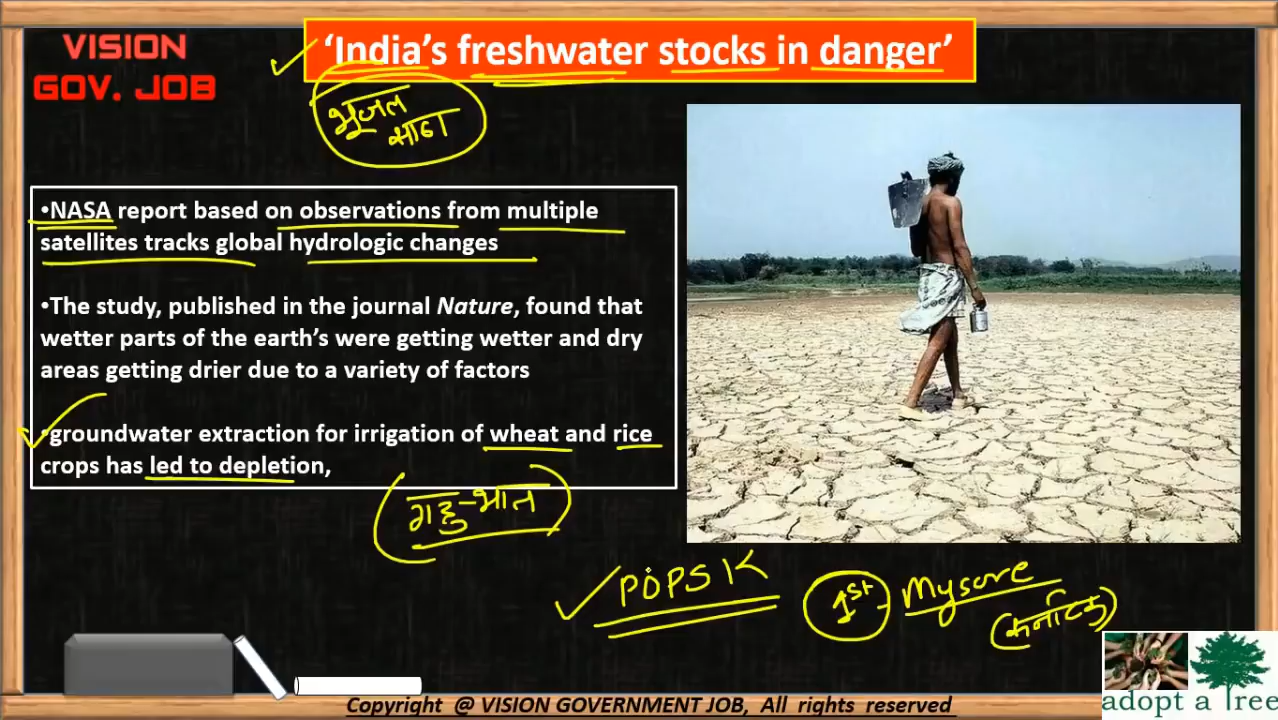 VISION
GOV. JOB
‘India’s freshwater stocks in danger’
भूजल
साठा
•NASA report based on observations from multiple
satellites tracks global hydrologic changes
•The study, published in the journal Nature, found that
wetter parts of the earth’s were getting wetter and dry
areas getting drier due to a variety of factors
•groundwater extraction for irrigation of wheat and rice
crops has led to depletion,
गहु-भात
POPSK
1st - Mysore
(कर्नाटक)
adopt a Tree
Copyright @ VISION GOVERNMENT JOB, All rights reserved